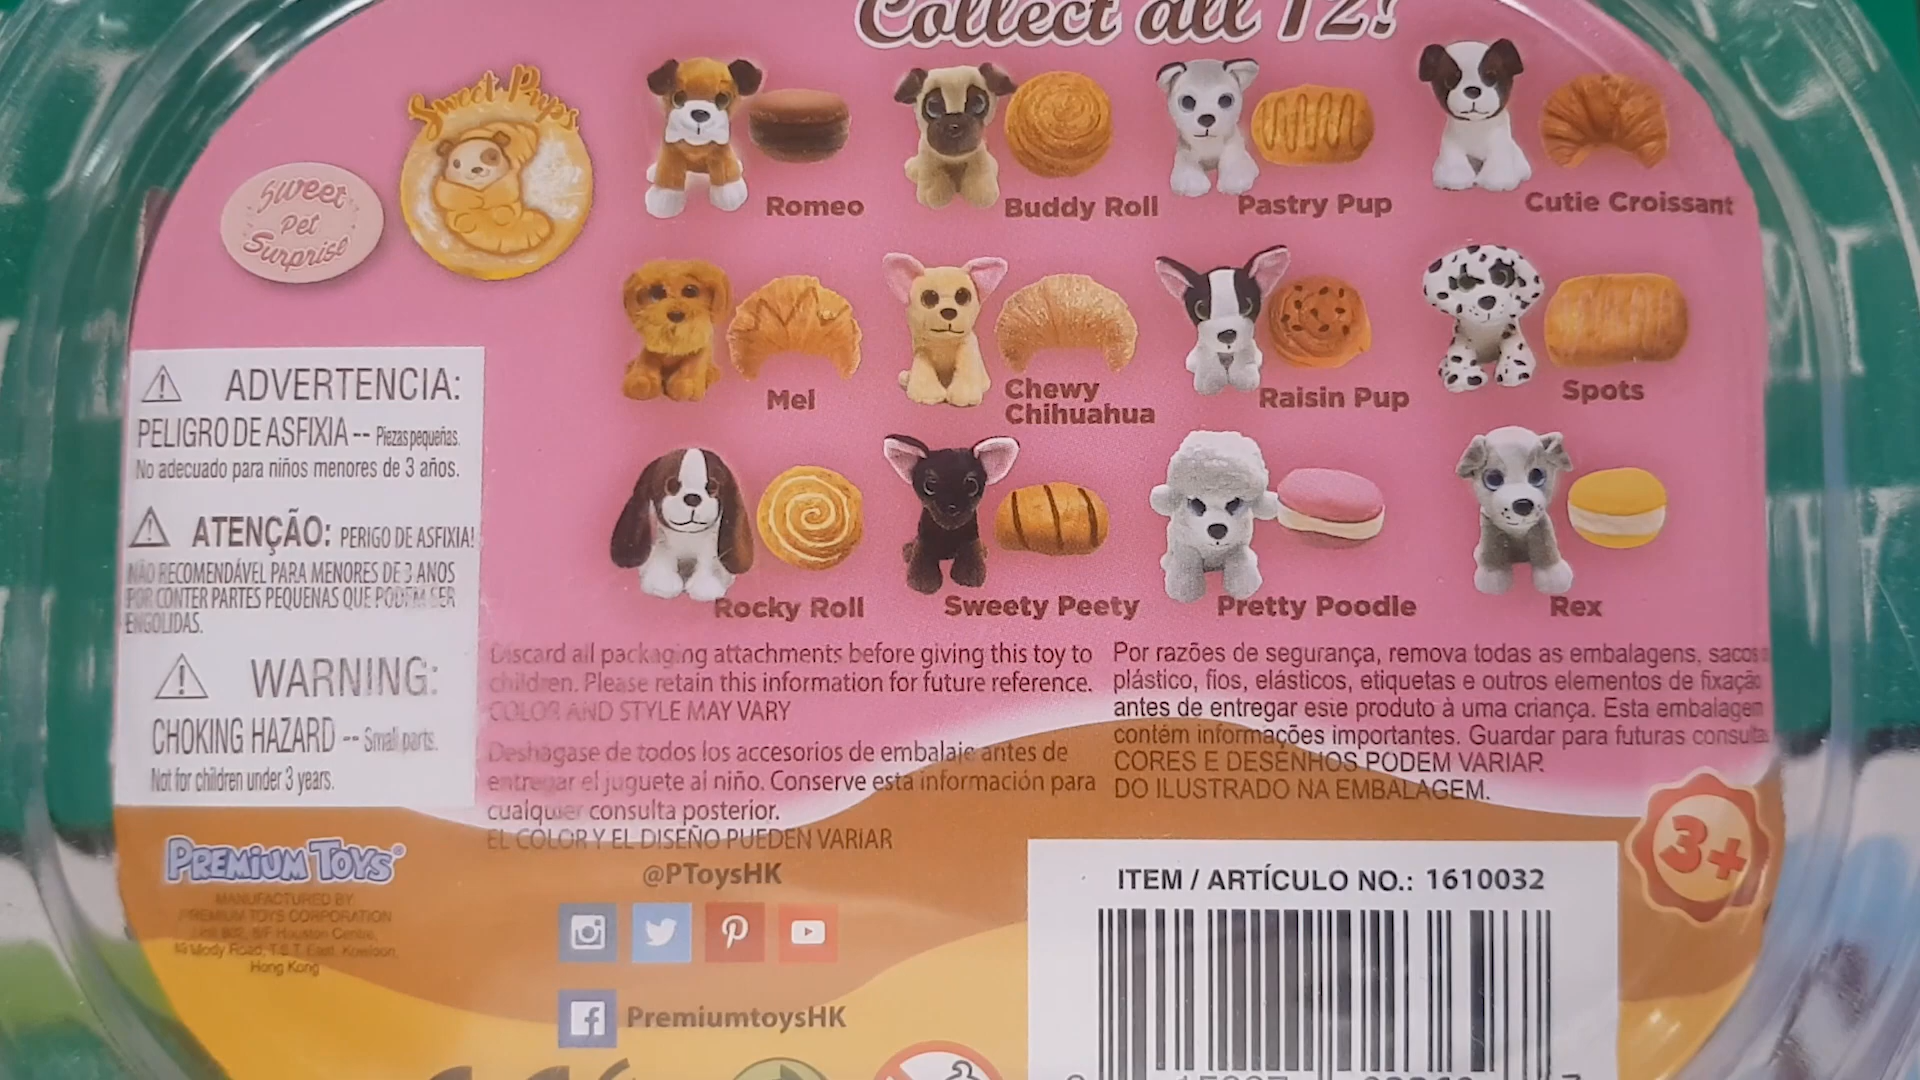 Collect all 12!
Sweet Pups
Sweet
Pet
Surprise
Romeo
Buddy Roll
Pastry Pup
Cutie Croissant
Mel
Chewy
Chihuahua
Raisin Pup
Spots
Rocky Roll
Sweety Peety
Pretty Poodle
Rex
ADVERTENCIA:
PELIGRO DE ASFIXIA -- Piezas pequeñas.
No adecuado para niños menores de 3 años.
ATENÇÃO: PERIGO DE ASFIXIA!
NÃO RECOMENDÁVEL PARA MENORES DE 3 ANOS
POR CONTER PARTES PEQUENAS QUE PODEM SER
ENGOLIDAS.
WARNING:
CHOKING HAZARD -- Small parts.
Not for children under 3 years.
Discard all packaging attachments before giving this toy to
children. Please retain this information for future reference.
COLOR AND STYLE MAY VARY
Deshágase de todos los accesorios de embalaje antes de
entregar el juguete al niño. Conserve esta información para
cualquier consulta posterior.
EL COLOR Y EL DISEÑO PUEDEN VARIAR
Por razões de segurança, remova todas as embalagens, sacos
plástico, fios, elásticos, etiquetas e outros elementos de fixação
antes de entregar este produto à uma criança. Esta embalagem
contém informações importantes. Guardar para futuras consulta
CORES E DESENHOS PODEM VARIAR
DO ILUSTRADO NA EMBALAGEM.
3+
PREMIUM TOYS®
MANUFACTURED BY
PREMIUM TOYS CORPORATION
Houston Centre,
Mody Road, T.S.T. East, Kowloon,
Hong Kong
@PToysHK
PremiumtoysHK
ITEM / ARTÍCULO NO.: 1610032